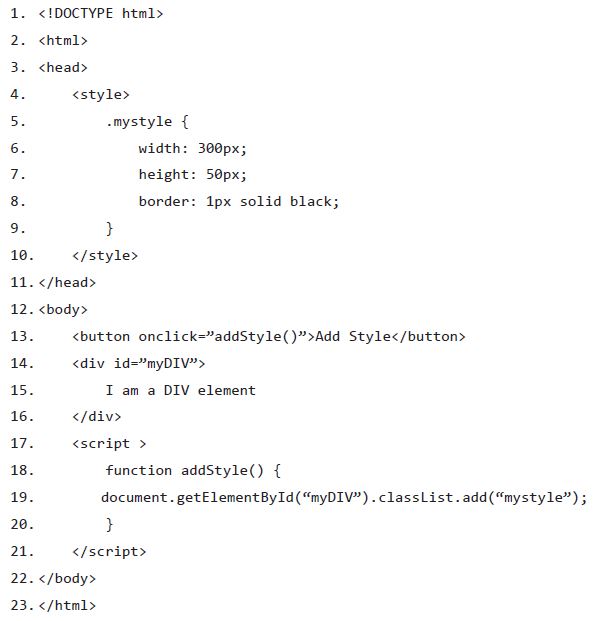 1. <!DOCTYPE html>
2. <html>
3. <head>
4. <style>
5. .mystyle {
6. width: 300px;
7. height: 50px;
8. border: 1px solid black;
9. }
10. </style>
11. </head>
12. <body>
13. <button onclick=”addStyle()”>Add Style</button>
14. <div id=”myDIV”>
15. I am a DIV element
16. </div>
17. <script >
18. function addStyle() {
19. document.getElementById(“myDIV”).classList.add(“mystyle”);
20. }
21. </script>
22. </body>
23. </html>